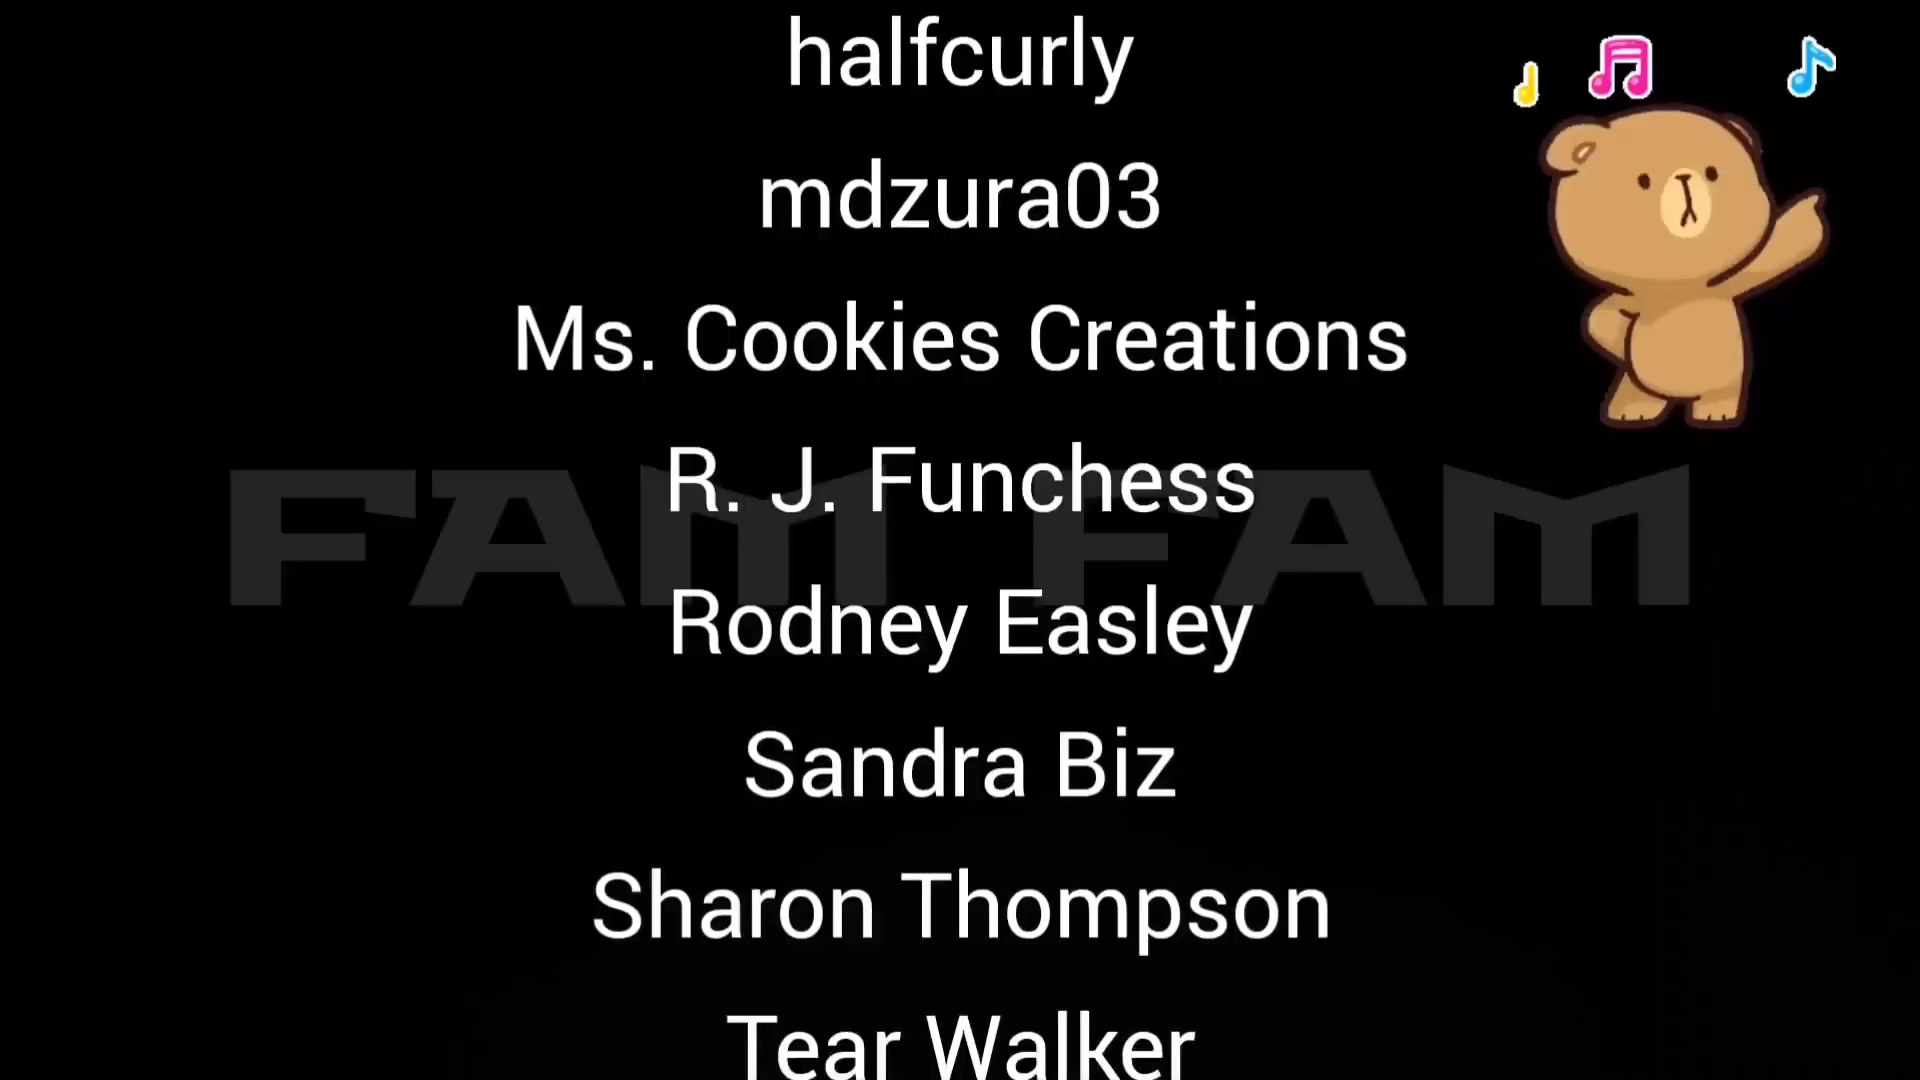 halfcurly
mdzura03
Ms. Cookies Creations
R. J. Funchess
FAM FAM
Rodney Easley
Sandra Biz
Sharon Thompson
Tear Walker